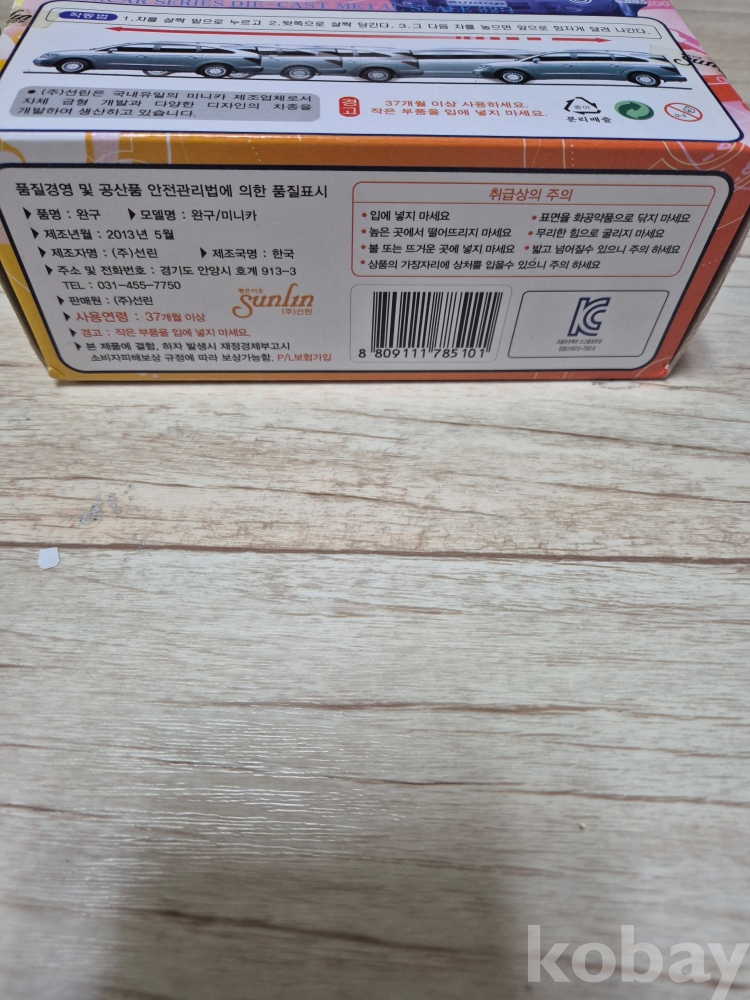 CAR SERIES DIE-CAST META
작동법 1.차를 살짝 밑으로 누르고 2.뒷쪽으로 살짝 당긴다. 3.그 다음 차를 놓으면 앞으로 힘차게 달려 나간다.
● (주)선린은 국내유일의 미니카 제조업체로서
자체 금형 개발과 다양한 디자인의 차종을
개발하여 생산하고 있습니다.
경고
37개월 이상 사용하세요.
작은 부품을 입에 넣지 마세요.
종이
분리배출
0-3
품질경영 및 공산품 안전관리법에 의한 품질표시
▶ 품명 : 완구 ▶ 모델명 : 완구/미니카
▶ 제조년월 : 2013년 5월
▶ 제조자명 : (주)선린 ▶ 제조국명 : 한국
▶ 주소 및 전화번호 : 경기도 안양시 호계 913-3
TEL : 031-455-7750
▶ 판매원 : (주)선린
▶ 사용연령 : 37개월 이상
▶ 경고 : 작은 부품을 입에 넣지 마세요.
▶ 본 제품에 결함, 하자 발생시 재정경제부고시
소비자피해보상 규정에 따라 보상가능함. P/L보험가입
Sunlin
(주)선린
취급상의 주의
• 입에 넣지 마세요 • 표면을 화공약품으로 닦지 마세요
• 높은 곳에서 떨어뜨리지 마세요 • 무리한 힘으로 굴리지 마세요
• 불 또는 뜨거운 곳에 넣지 마세요 • 밟고 넘어질수 있으니 주의 하세요
• 상품의 가장자리에 상처를 입을수 있으니 주의 하세요
8 809111 785101
KC
kobay